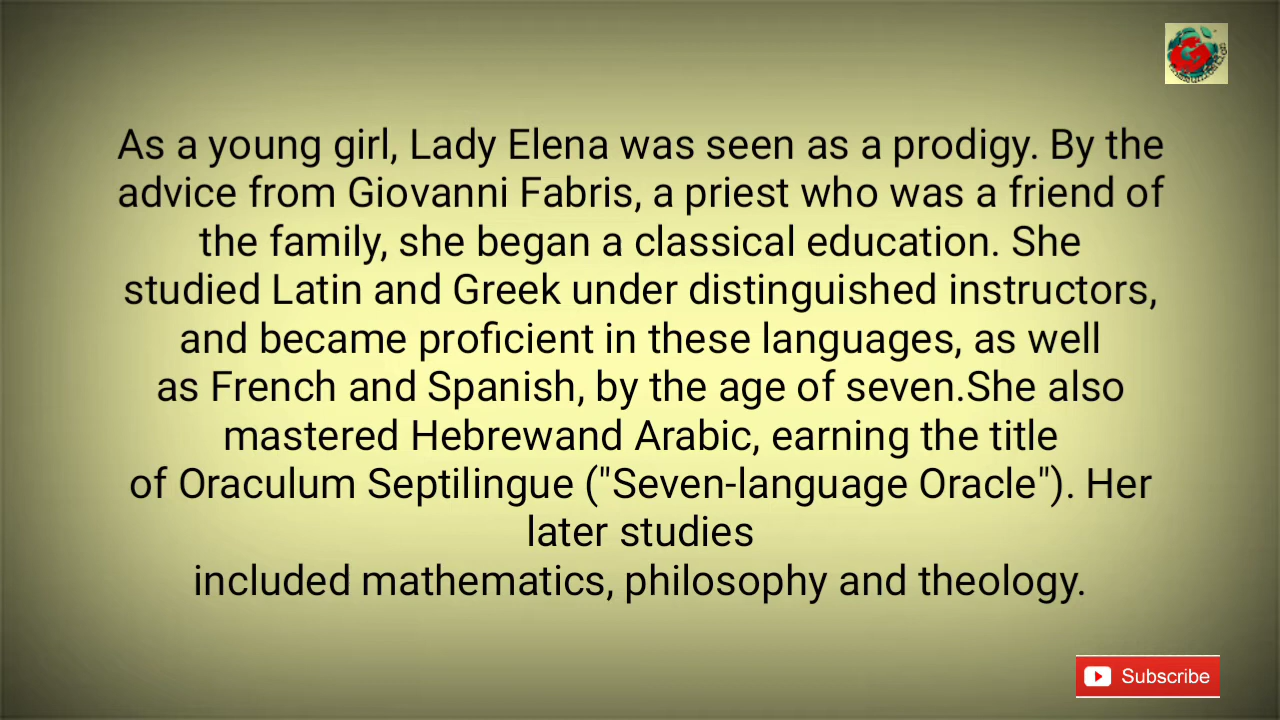 As a young girl, Lady Elena was seen as a prodigy. By the
advice from Giovanni Fabris, a priest who was a friend of
the family, she began a classical education. She
studied Latin and Greek under distinguished instructors,
and became proficient in these languages, as well
as French and Spanish, by the age of seven.She also
mastered Hebrewand Arabic, earning the title
of Oraculum Septilingue ("Seven-language Oracle"). Her
later studies
included mathematics, philosophy and theology.
Subscribe